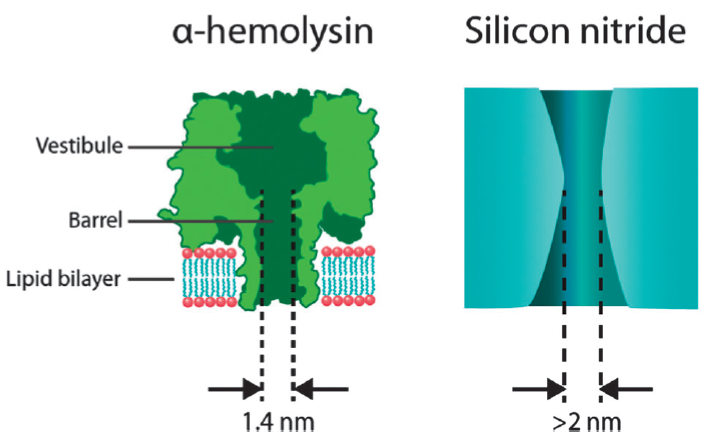 α-hemolysin
Silicon nitride
Vestibule
Barrel
Lipid bilayer
1.4 nm
>2 nm